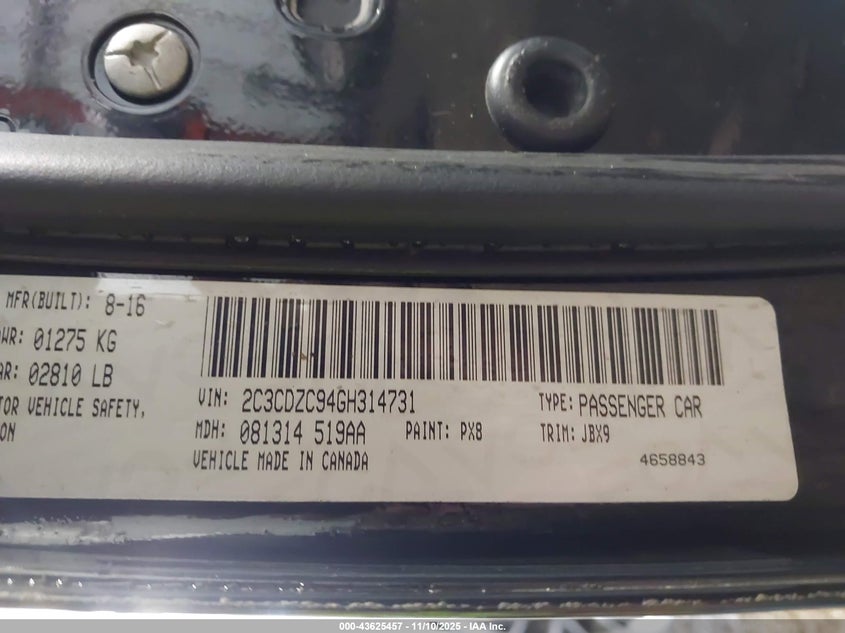 MFR(BUILT): 8-16
WR: 01275 KG
AR: 02810 LB
TOR VEHICLE SAFETY,
ON
VIN: 2C3CDZC94GH314731 TYPE: PASSENGER CAR
MDH: 081314 519AA PAINT: PX8 TRIM: JBX9
VEHICLE MADE IN CANADA 4658843
000-43625457 - 11/10/2025 - IAA Inc.